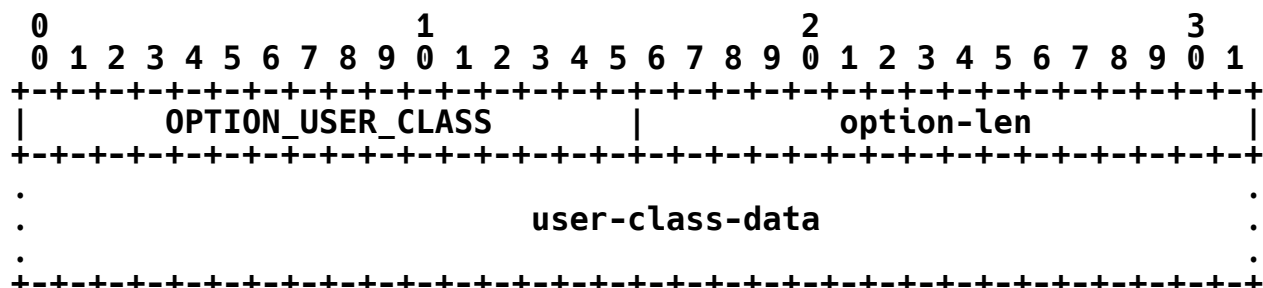 0                   1                   2                   3
 0 1 2 3 4 5 6 7 8 9 0 1 2 3 4 5 6 7 8 9 0 1 2 3 4 5 6 7 8 9 0 1
+-+-+-+-+-+-+-+-+-+-+-+-+-+-+-+-+-+-+-+-+-+-+-+-+-+-+-+-+-+-+-+-+
|       OPTION_USER_CLASS       |          option-len           |
+-+-+-+-+-+-+-+-+-+-+-+-+-+-+-+-+-+-+-+-+-+-+-+-+-+-+-+-+-+-+-+-+
.                                                               .
.                          user-class-data                      .
.                                                               .
+-+-+-+-+-+-+-+-+-+-+-+-+-+-+-+-+-+-+-+-+-+-+-+-+-+-+-+-+-+-+-+-+